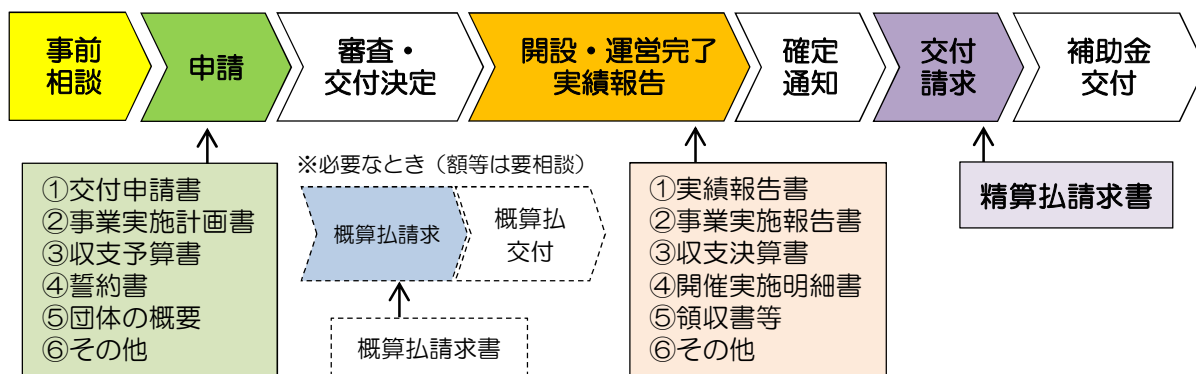 事前
相談
申請
審査・
交付決定
開設・運営完了
実績報告
確定
通知
交付
請求
補助金
交付
①交付申請書
②事業実施計画書
③収支予算書
④誓約書
⑤団体の概要
⑥その他
※必要なとき（額等は要相談）
概算払請求
概算払
交付
概算払請求書
①実績報告書
②事業実施報告書
③収支決算書
④開催実施明細書
⑤領収書等
⑥その他
精算払請求書